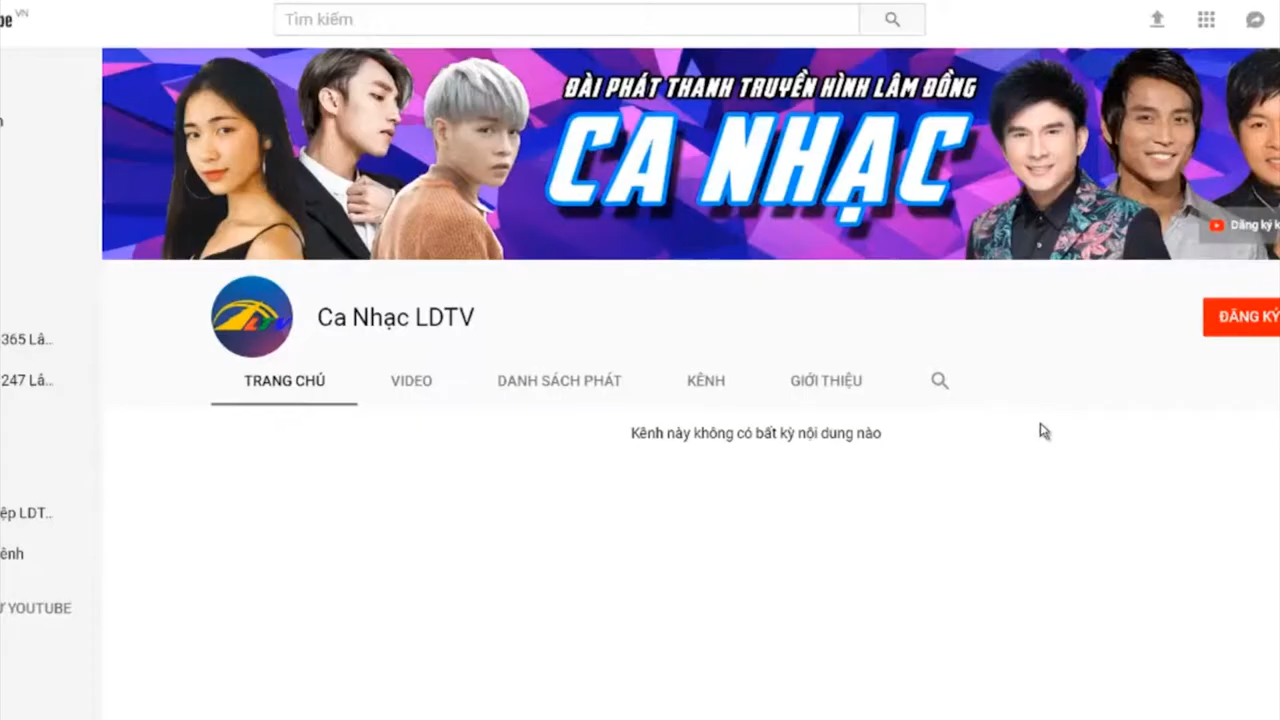 be VN
Tìm kiếm
ĐÀI PHÁT THANH TRUYỀN HÌNH LÂM ĐỒNG
CA NHẠC
Đăng ký k
LTV
Ca Nhạc LDTV
ĐĂNG KÝ
365 Lâ..
247 Lâ..
TRANG CHỦ
VIDEO
DANH SÁCH PHÁT
KÊNH
GIỚI THIỆU
Kênh này không có bất kỳ nội dung nào
ệp LDT..
ênh
Ừ YOUTUBE